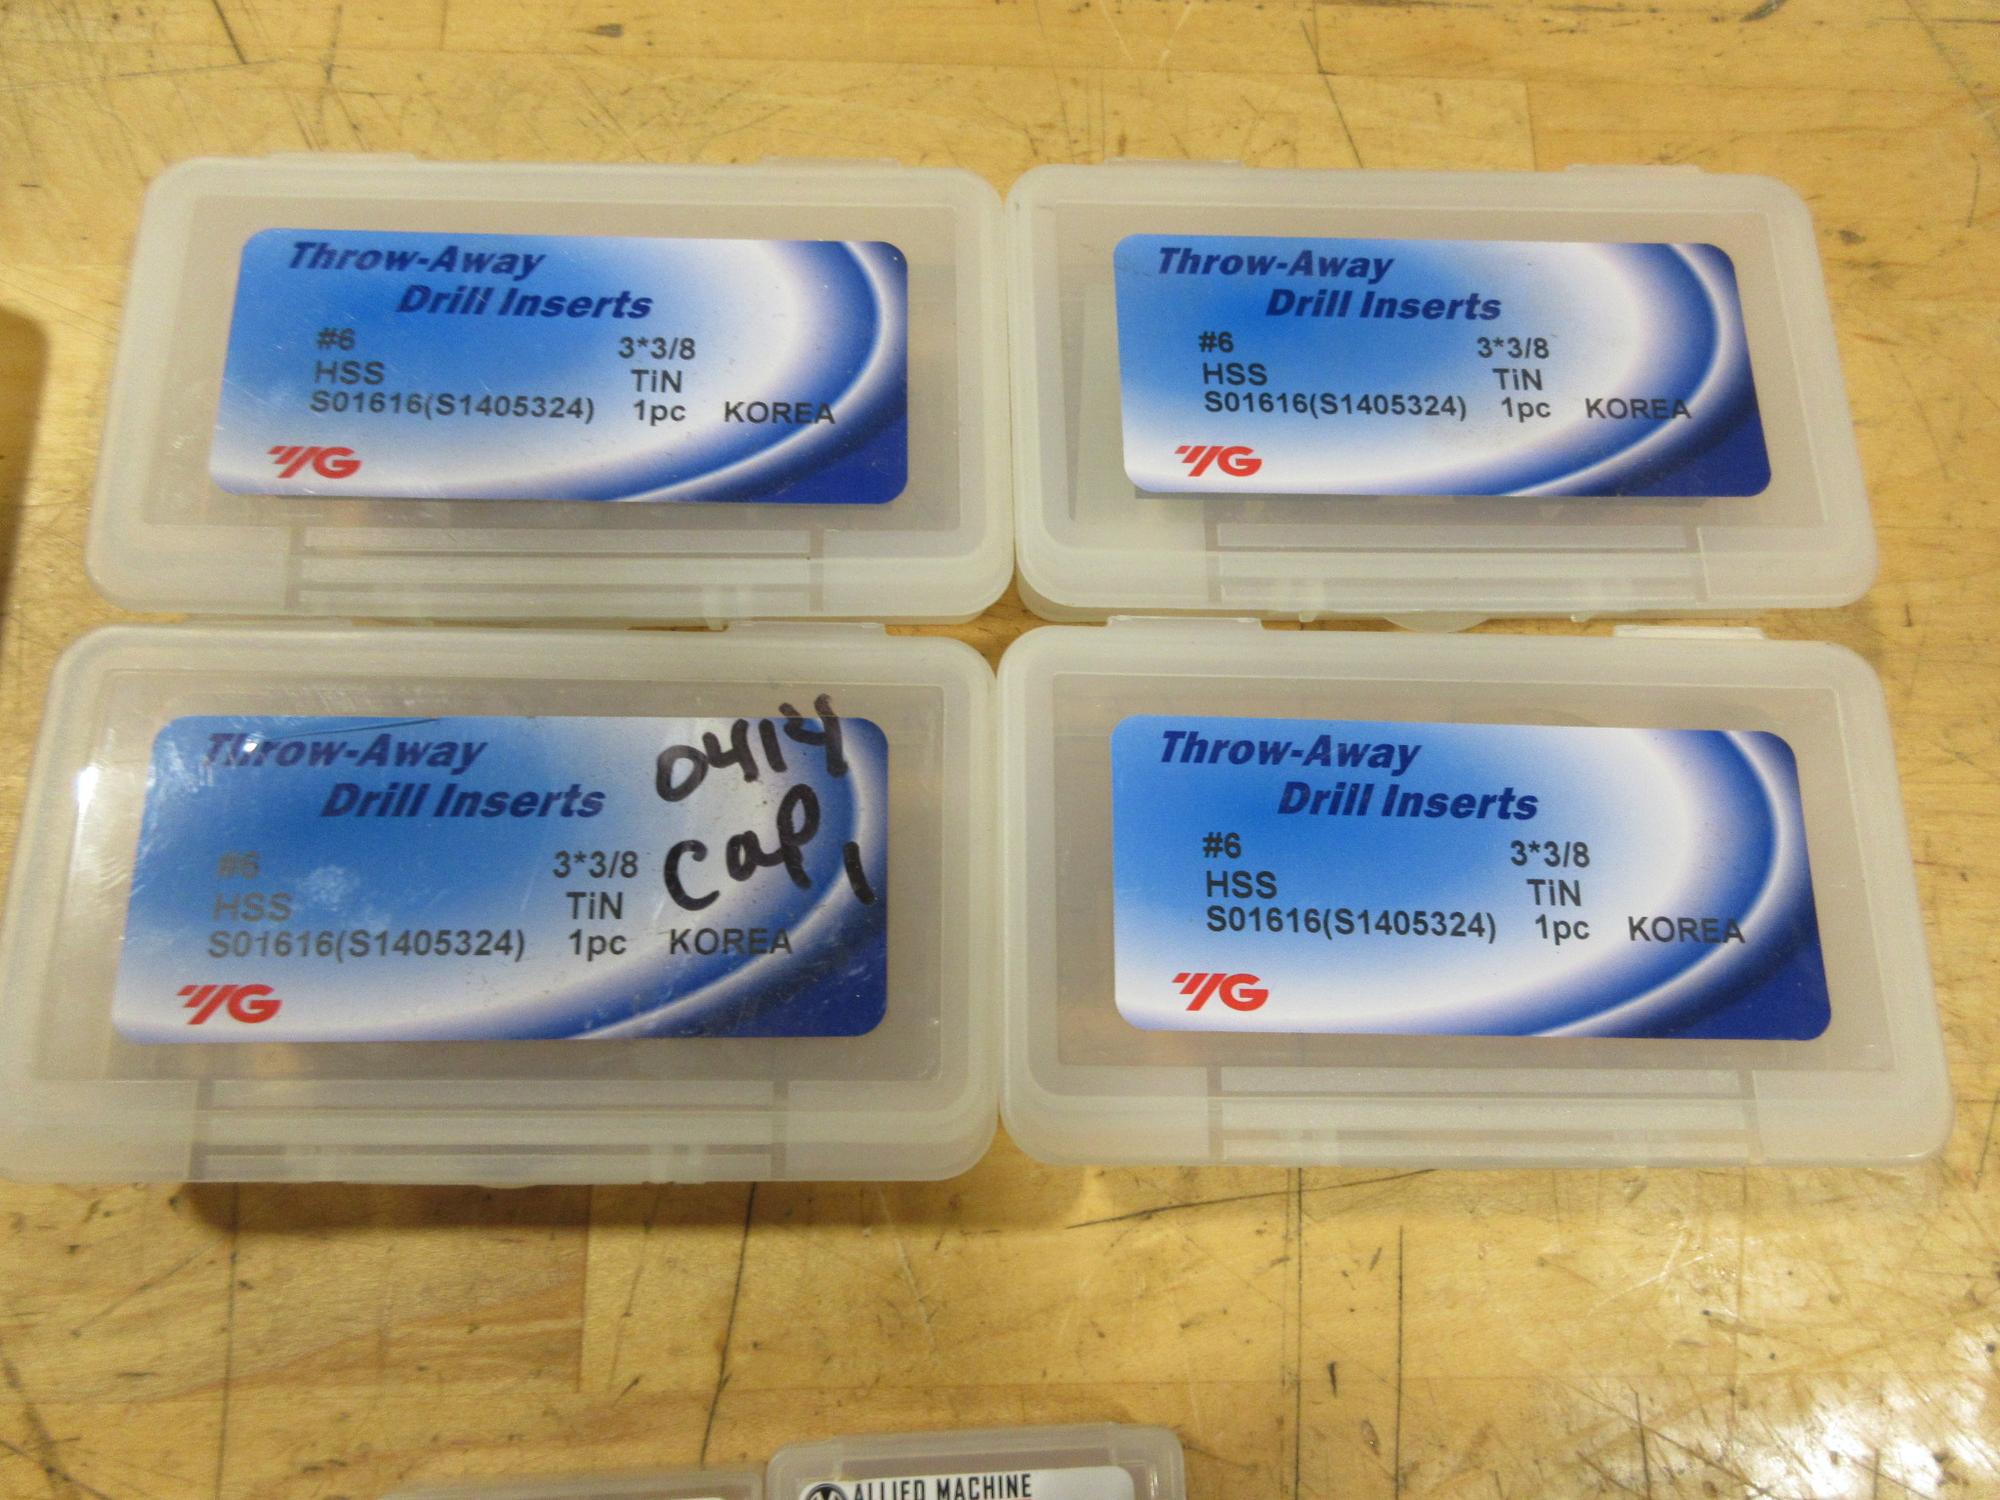 Throw-Away
Drill Inserts
#6 3*3/8
HSS TiN
S01616(S1405324) 1pc KOREA
YG
Throw-Away
Drill Inserts
#6 3*3/8
HSS TiN
S01616(S1405324) 1pc KOREA
YG
Throw-Away
Drill Inserts
0414
cap 1
#6 3*3/8
HSS TiN
S01616(S1405324) 1pc KOREA
YG
Throw-Away
Drill Inserts
#6 3*3/8
HSS TiN
S01616(S1405324) 1pc KOREA
YG
ALLIED MACHINE